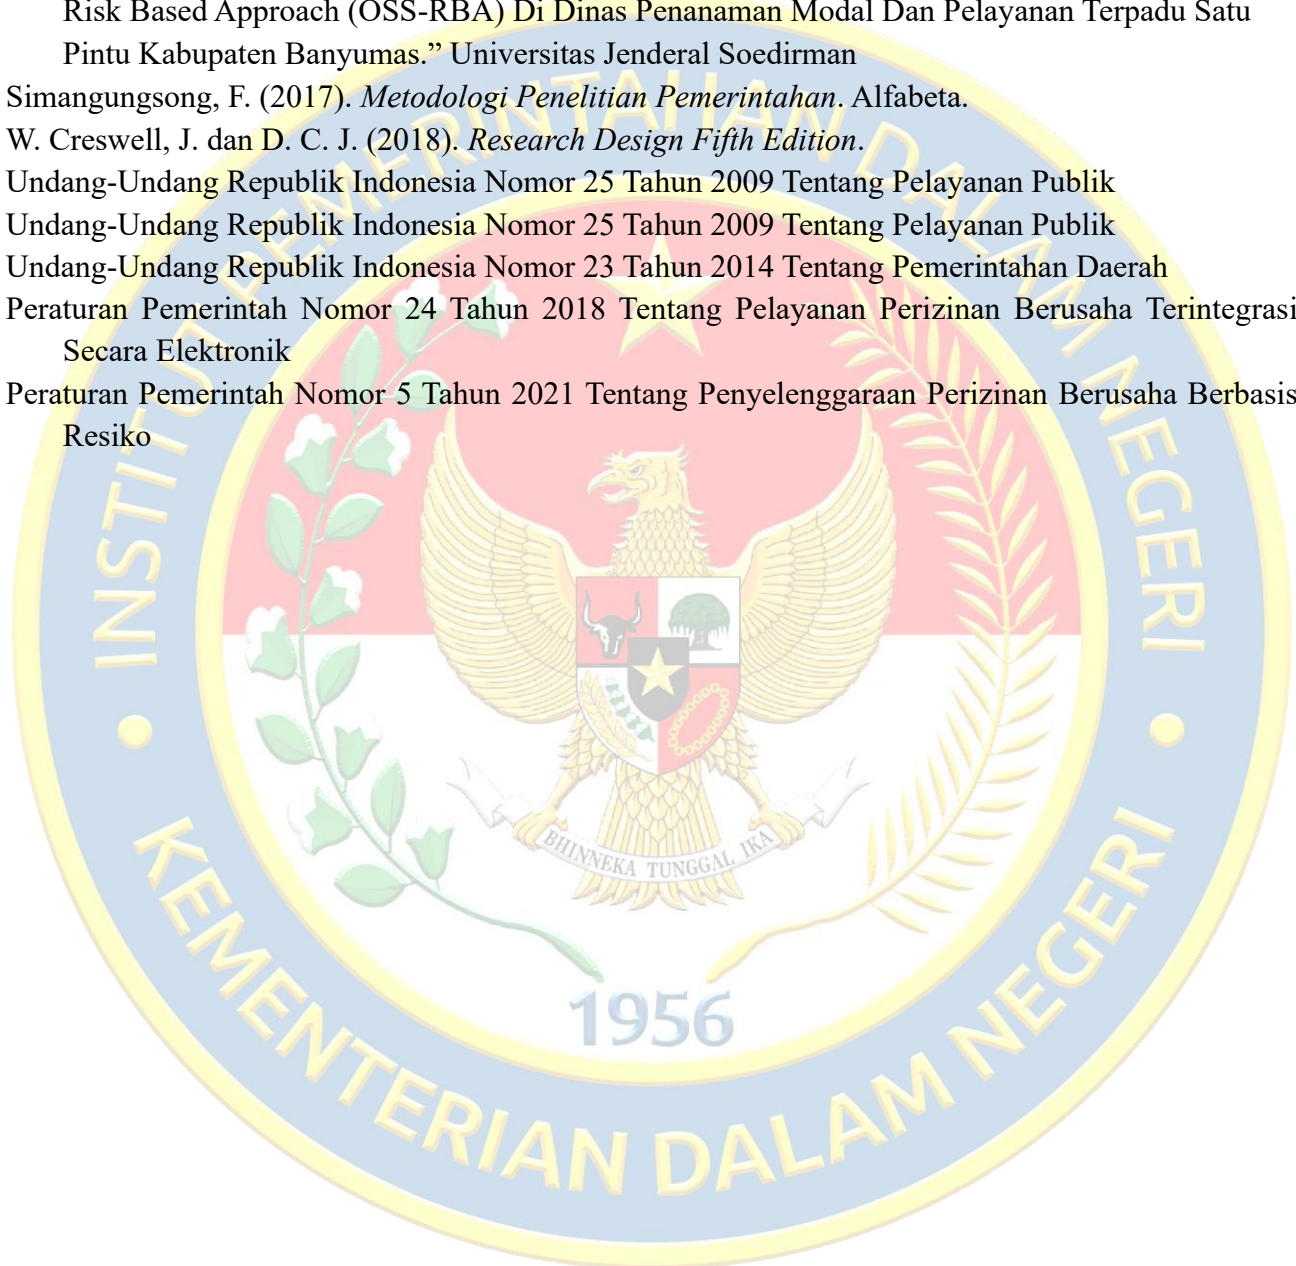 Risk Based Approach (OSS-RBA) Di Dinas Penanaman Modal Dan Pelayanan Terpadu Satu
Pintu Kabupaten Banyumas.” Universitas Jenderal Soedirman
Simangungsong, F. (2017). Metodologi Penelitian Pemerintahan. Alfabeta.
W. Creswell, J. dan D. C. J. (2018). Research Design Fifth Edition.
Undang-Undang Republik Indonesia Nomor 25 Tahun 2009 Tentang Pelayanan Publik
Undang-Undang Republik Indonesia Nomor 25 Tahun 2009 Tentang Pelayanan Publik
Undang-Undang Republik Indonesia Nomor 23 Tahun 2014 Tentang Pemerintahan Daerah
Peraturan Pemerintah Nomor 24 Tahun 2018 Tentang Pelayanan Perizinan Berusaha Terintegrasi
Secara Elektronik
Peraturan Pemerintah Nomor 5 Tahun 2021 Tentang Penyelenggaraan Perizinan Berusaha Berbasis
Resiko
INSTITUT PEMERINTAHAN DALAM NEGERI
BHINNEKA TUNGGAL IKA
1956
KEMENTERIAN DALAM NEGERI